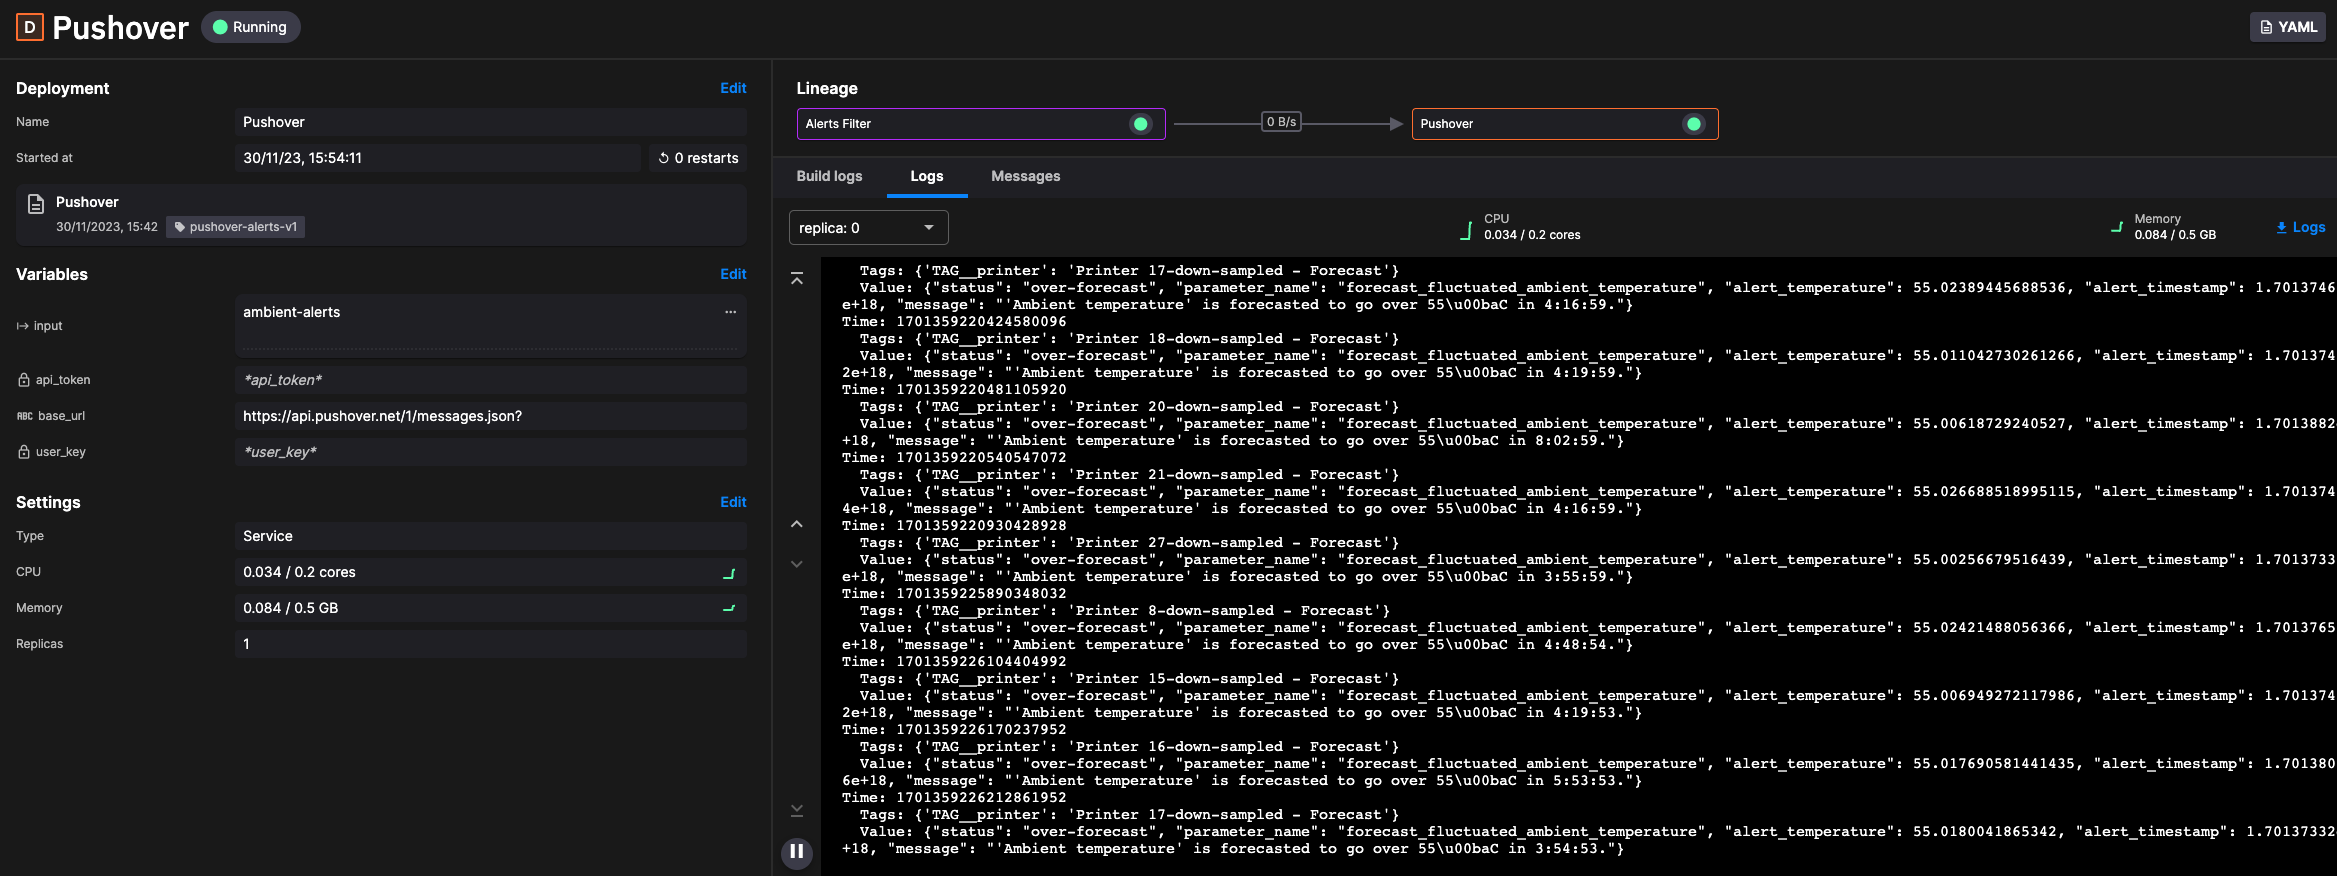 D Pushover Running
YAML
Deployment Edit
Name Pushover
Started at 30/11/23, 15:54:11 0 restarts
Pushover
30/11/2023, 15:42 pushover-alerts-v1
Variables Edit
input ambient-alerts ...
api_token *api_token*
ABC base_url https://api.pushover.net/1/messages.json?
user_key *user_key*
Settings Edit
Type Service
CPU 0.034 / 0.2 cores
Memory 0.084 / 0.5 GB
Replicas 1
Lineage
Alerts Filter 0 B/s Pushover
Build logs Logs Messages
replica: 0
CPU
0.034 / 0.2 cores
Memory
0.084 / 0.5 GB
Logs
Tags: {'TAG__printer': 'Printer 17-down-sampled - Forecast'}
Value: {"status": "over-forecast", "parameter_name": "forecast_fluctuated_ambient_temperature", "alert_temperature": 55.02389445688536, "alert_timestamp": 1.7013746
e+18, "message": "'Ambient temperature' is forecasted to go over 55\u00baC in 4:16:59."}
Time: 1701359220424580096
Tags: {'TAG__printer': 'Printer 18-down-sampled - Forecast'}
Value: {"status": "over-forecast", "parameter_name": "forecast_fluctuated_ambient_temperature", "alert_temperature": 55.011042730261266, "alert_timestamp": 1.701374
2e+18, "message": "'Ambient temperature' is forecasted to go over 55\u00baC in 4:19:59."}
Time: 1701359220481105920
Tags: {'TAG__printer': 'Printer 20-down-sampled - Forecast'}
Value: {"status": "over-forecast", "parameter_name": "forecast_fluctuated_ambient_temperature", "alert_temperature": 55.00618729240527, "alert_timestamp": 1.7013882
+18, "message": "'Ambient temperature' is forecasted to go over 55\u00baC in 8:02:59."}
Time: 1701359220540547072
Tags: {'TAG__printer': 'Printer 21-down-sampled - Forecast'}
Value: {"status": "over-forecast", "parameter_name": "forecast_fluctuated_ambient_temperature", "alert_temperature": 55.026688518995115, "alert_timestamp": 1.701374
4e+18, "message": "'Ambient temperature' is forecasted to go over 55\u00baC in 4:16:59."}
Time: 1701359220930428928
Tags: {'TAG__printer': 'Printer 27-down-sampled - Forecast'}
Value: {"status": "over-forecast", "parameter_name": "forecast_fluctuated_ambient_temperature", "alert_temperature": 55.00256679516439, "alert_timestamp": 1.7013733
e+18, "message": "'Ambient temperature' is forecasted to go over 55\u00baC in 3:55:59."}
Time: 1701359225890348032
Tags: {'TAG__printer': 'Printer 8-down-sampled - Forecast'}
Value: {"status": "over-forecast", "parameter_name": "forecast_fluctuated_ambient_temperature", "alert_temperature": 55.02421488056366, "alert_timestamp": 1.7013765
e+18, "message": "'Ambient temperature' is forecasted to go over 55\u00baC in 4:48:54."}
Time: 1701359226104404992
Tags: {'TAG__printer': 'Printer 15-down-sampled - Forecast'}
Value: {"status": "over-forecast", "parameter_name": "forecast_fluctuated_ambient_temperature", "alert_temperature": 55.006949272117986, "alert_timestamp": 1.701374
2e+18, "message": "'Ambient temperature' is forecasted to go over 55\u00baC in 4:19:53."}
Time: 1701359226170237952
Tags: {'TAG__printer': 'Printer 16-down-sampled - Forecast'}
Value: {"status": "over-forecast", "parameter_name": "forecast_fluctuated_ambient_temperature", "alert_temperature": 55.017690581441435, "alert_timestamp": 1.701380
6e+18, "message": "'Ambient temperature' is forecasted to go over 55\u00baC in 5:53:53."}
Time: 1701359226212861952
Tags: {'TAG__printer': 'Printer 17-down-sampled - Forecast'}
Value: {"status": "over-forecast", "parameter_name": "forecast_fluctuated_ambient_temperature", "alert_temperature": 55.0180041865342, "alert_timestamp": 1.70137332
+18, "message": "'Ambient temperature' is forecasted to go over 55\u00baC in 3:54:53."}